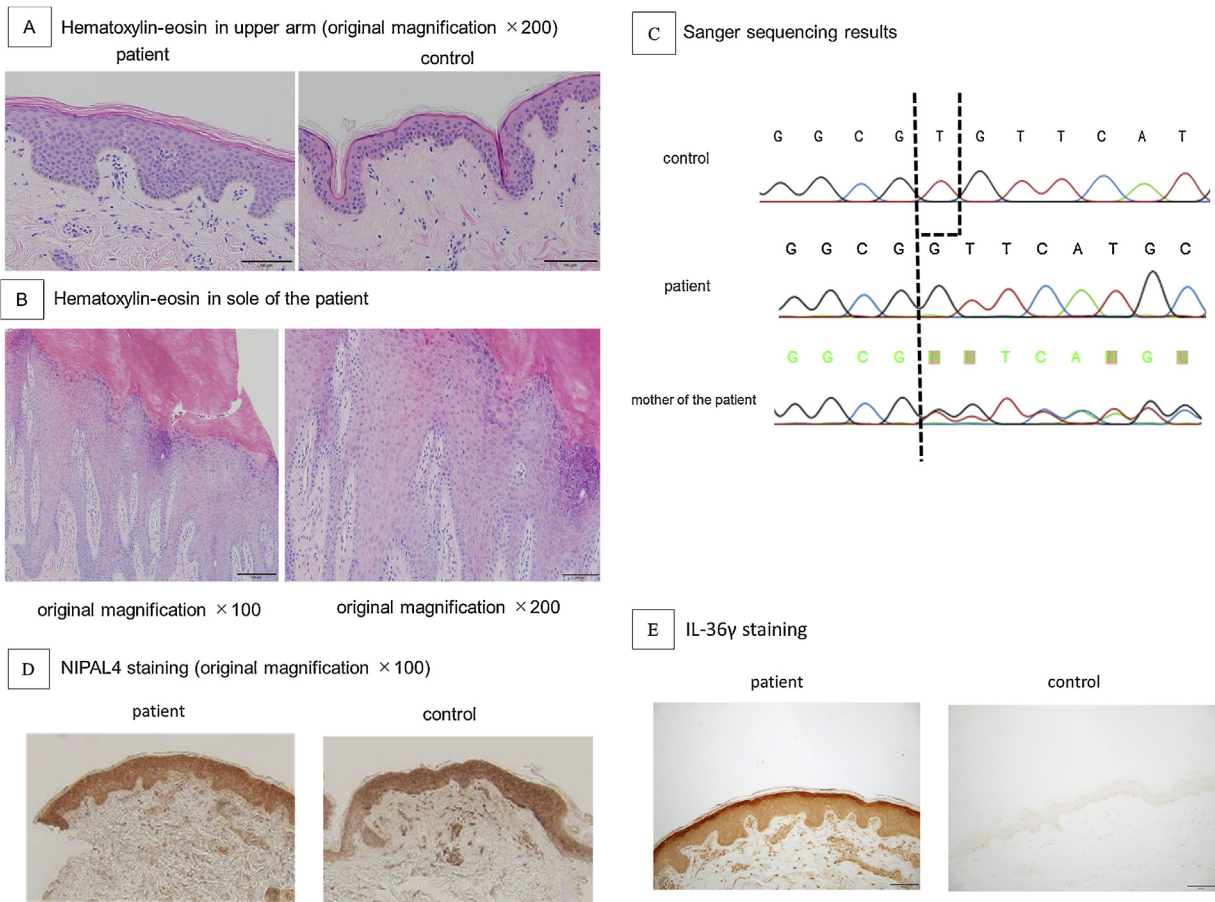 A Hematoxylin-eosin in upper arm (original magnification ×200)
patient control
B Hematoxylin-eosin in sole of the patient
original magnification ×100 original magnification ×200
C Sanger sequencing results
control G G C G T G T T C A T
patient G G C G G T T C A T G C
mother of the patient G G C G N G T C A N G G
D NIPAL4 staining (original magnification ×100)
patient control
E IL-36γ staining
patient control